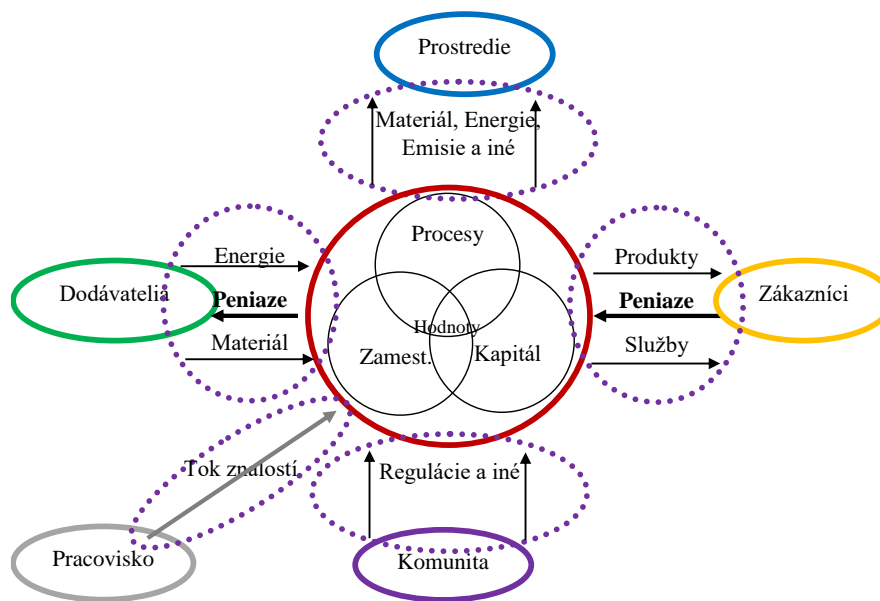 Prostredie
Materiál, Energie,
Emisie a iné
Procesy
Energie
Produkty
Dodávatelia
Peniaze
Hodnoty
Peniaze
Zákazníci
Materiál
Zamest.
Kapitál
Služby
Tok znalostí
Regulácie a iné
Pracovisko
Komunita